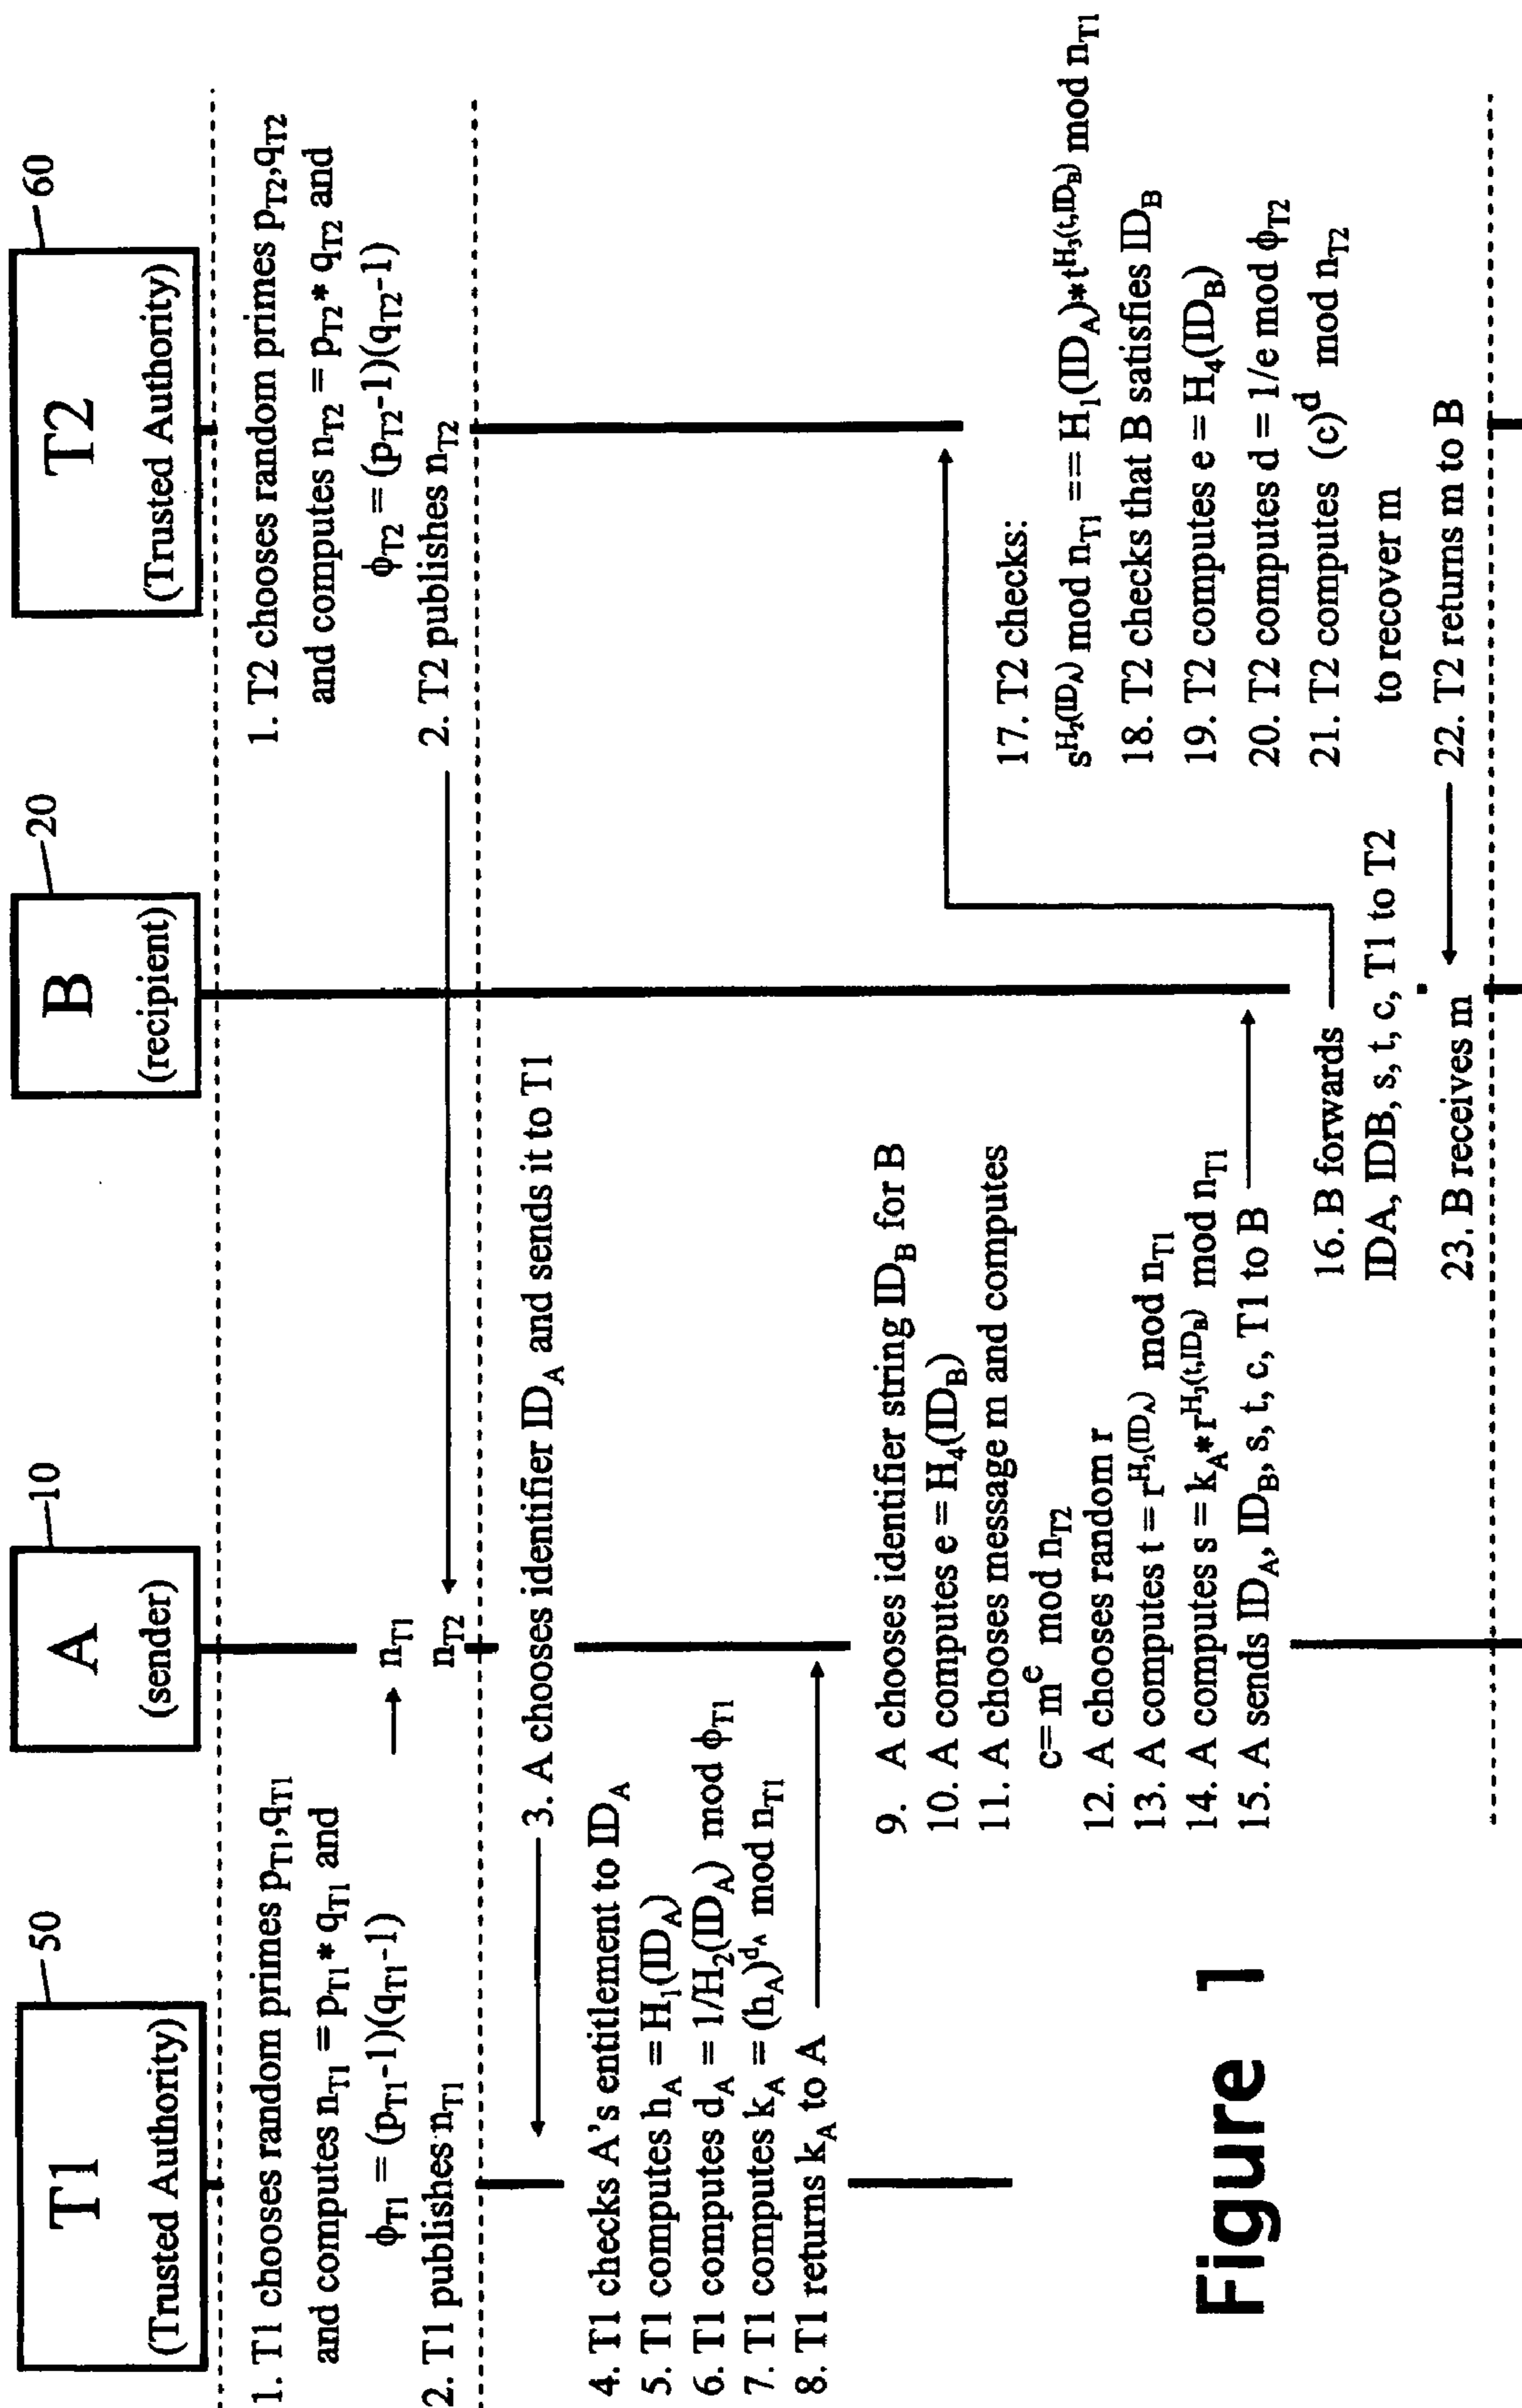 T1
(Trusted Authority)
50
A
(sender)
10
B
(recipient)
20
T2
(Trusted Authority)
60
1. T1 chooses random primes p_T1,q_T1
and computes n_T1 = p_T1 * q_T1 and
ϕ_T1 = (p_T1-1)(q_T1-1)
2. T1 publishes n_T1
n_T1
n_T2
1. T2 chooses random primes p_T2,q_T2
and computes n_T2 = p_T2 * q_T2 and
ϕ_T2 = (p_T2-1)(q_T2-1)
2. T2 publishes n_T2
3. A chooses identifier ID_A and sends it to T1
4. T1 checks A's entitlement to ID_A
5. T1 computes h_A = H_1(ID_A)
6. T1 computes d_A = 1/H_2(ID_A) mod ϕ_T1
7. T1 computes k_A = (h_A)^d_A mod n_T1
8. T1 returns k_A to A
9. A chooses identifier string ID_B for B
10. A computes e = H_4(ID_B)
11. A chooses message m and computes
c= m^e mod n_T2
12. A chooses random r
13. A computes t = r^H_2(ID_A) mod n_T1
14. A computes s = k_A * r^H_3(t,ID_B) mod n_T1
15. A sends ID_A, ID_B, s, t, c, T1 to B
16. B forwards
IDA, IDB, s, t, c, T1 to T2
17. T2 checks:
s^H_2(ID_A) mod n_T1 == H_1(ID_A)*t^H_3(t,ID_B) mod n_T1
18. T2 checks that B satisfies ID_B
19. T2 computes e = H_4(ID_B)
20. T2 computes d = 1/e mod ϕ_T2
21. T2 computes (c)^d mod n_T2
to recover m
22. T2 returns m to B
23. B receives m
Figure 1